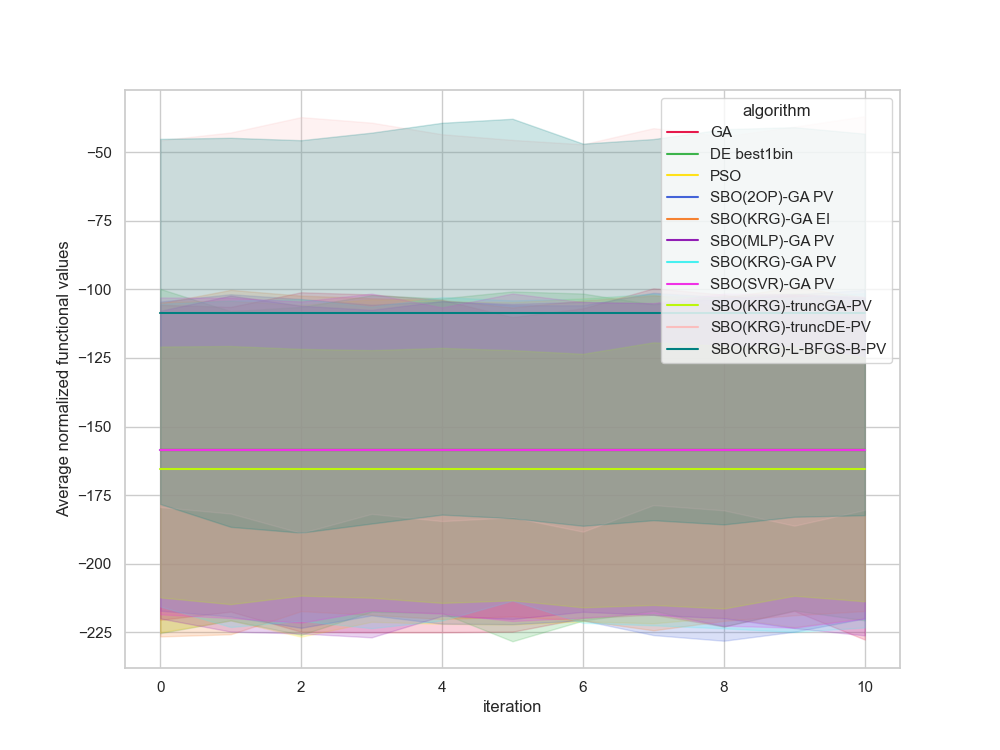 algorithm
GA
DE best1bin
PSO
SBO(2OP)-GA PV
SBO(KRG)-GA EI
SBO(MLP)-GA PV
SBO(KRG)-GA PV
SBO(SVR)-GA PV
SBO(KRG)-truncGA-PV
SBO(KRG)-truncDE-PV
SBO(KRG)-L-BFGS-B-PV
Average normalized functional values
−50
−75
−100
−125
−150
−175
−200
−225
0 2 4 6 8 10
iteration